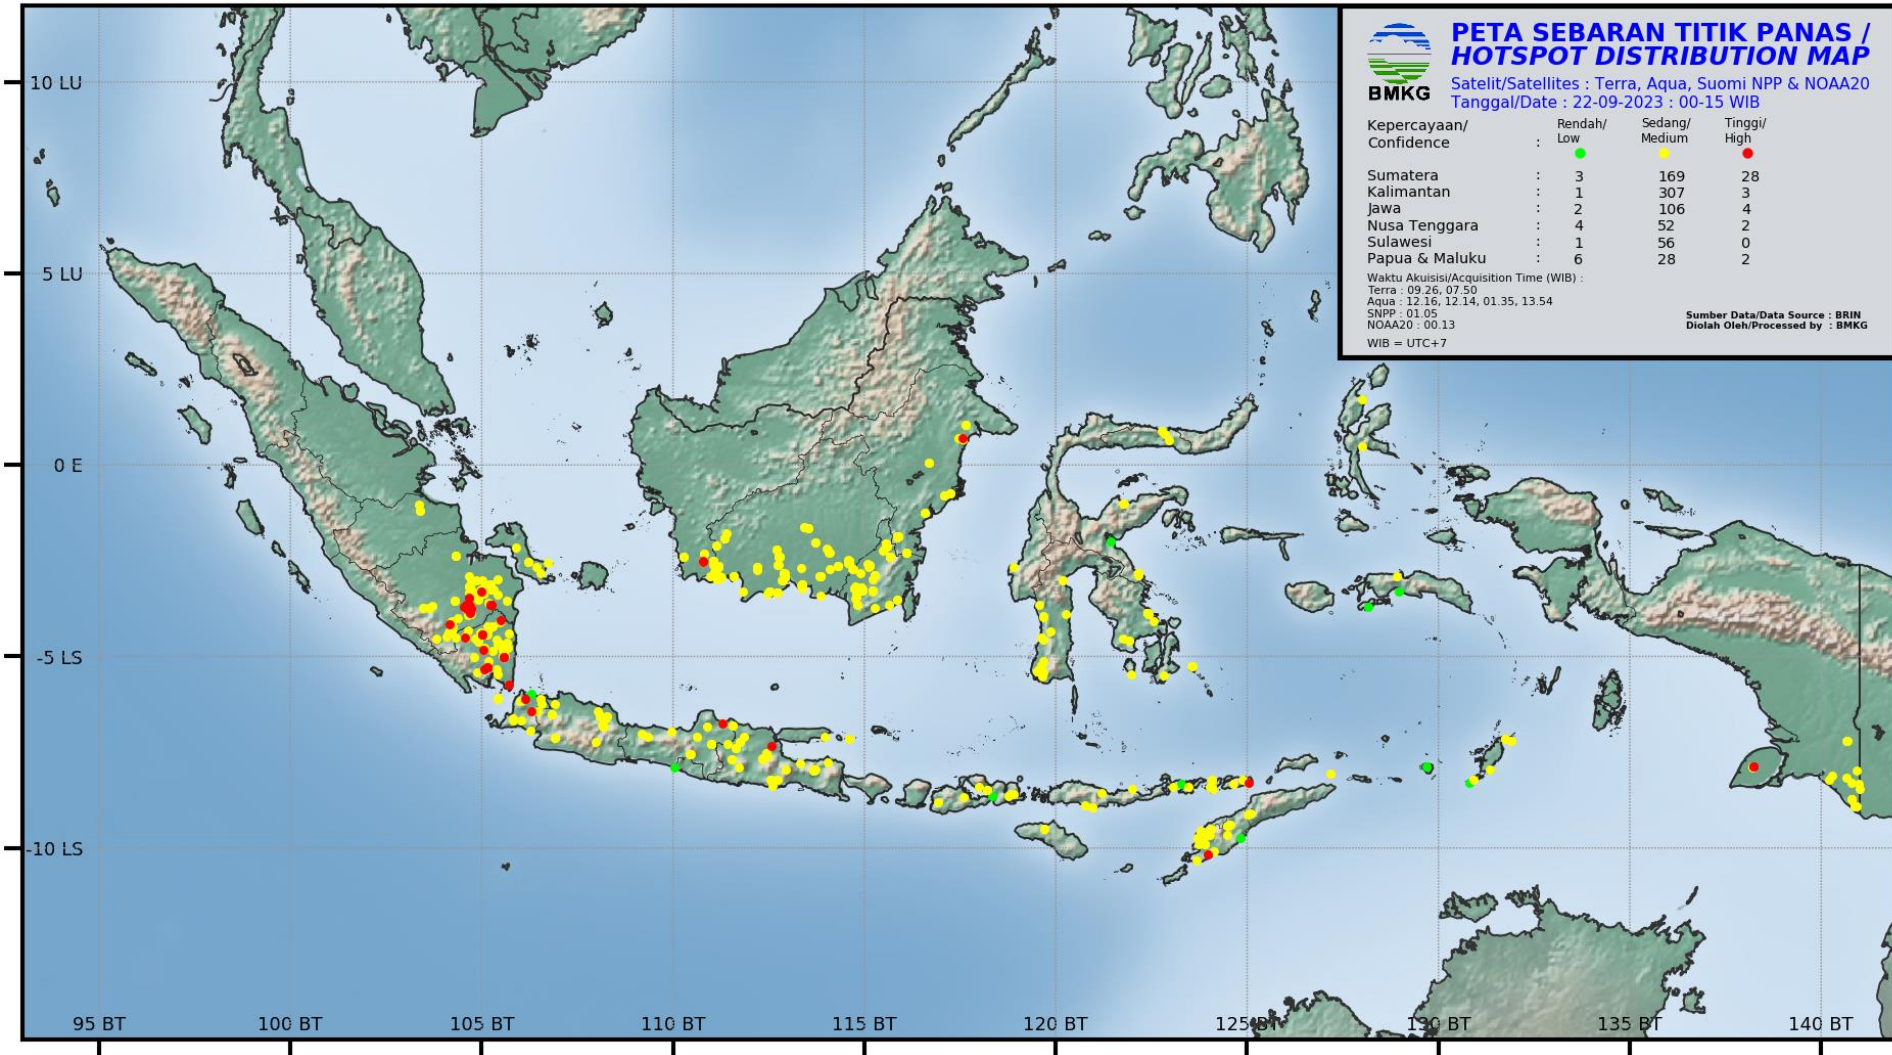 PETA SEBARAN TITIK PANAS /
HOTSPOT DISTRIBUTION MAP
Satelit/Satellites : Terra, Aqua, Suomi NPP & NOAA20
Tanggal/Date : 22-09-2023 : 00-15 WIB
BMKG
Kepercayaan/ Rendah/ Sedang/ Tinggi/
Confidence : Low Medium High
Sumatera : 3 169 28
Kalimantan : 1 307 3
Jawa : 2 106 4
Nusa Tenggara : 4 52 2
Sulawesi : 1 56 0
Papua & Maluku : 6 28 2
Waktu Akuisisi/Acquisition Time (WIB) :
Terra : 09.26, 07.50
Aqua : 12.16, 12.14, 01.35, 13.54
SNPP : 01.05
NOAA20 : 00.13
WIB = UTC+7
Sumber Data/Data Source : BRIN
Diolah Oleh/Processed by : BMKG
10 LU
5 LU
0 E
-5 LS
-10 LS
95 BT 100 BT 105 BT 110 BT 115 BT 120 BT 125 BT 130 BT 135 BT 140 BT